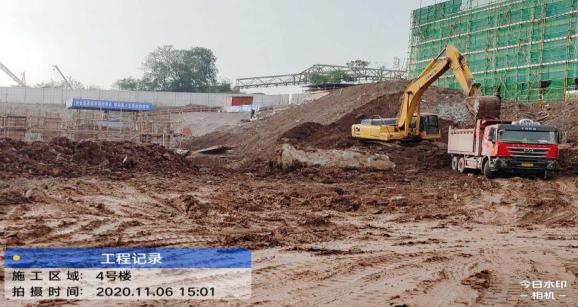 工程记录
施工区域: 4号楼
拍摄时间: 2020.11.06 15:01
今日水印
-相机-